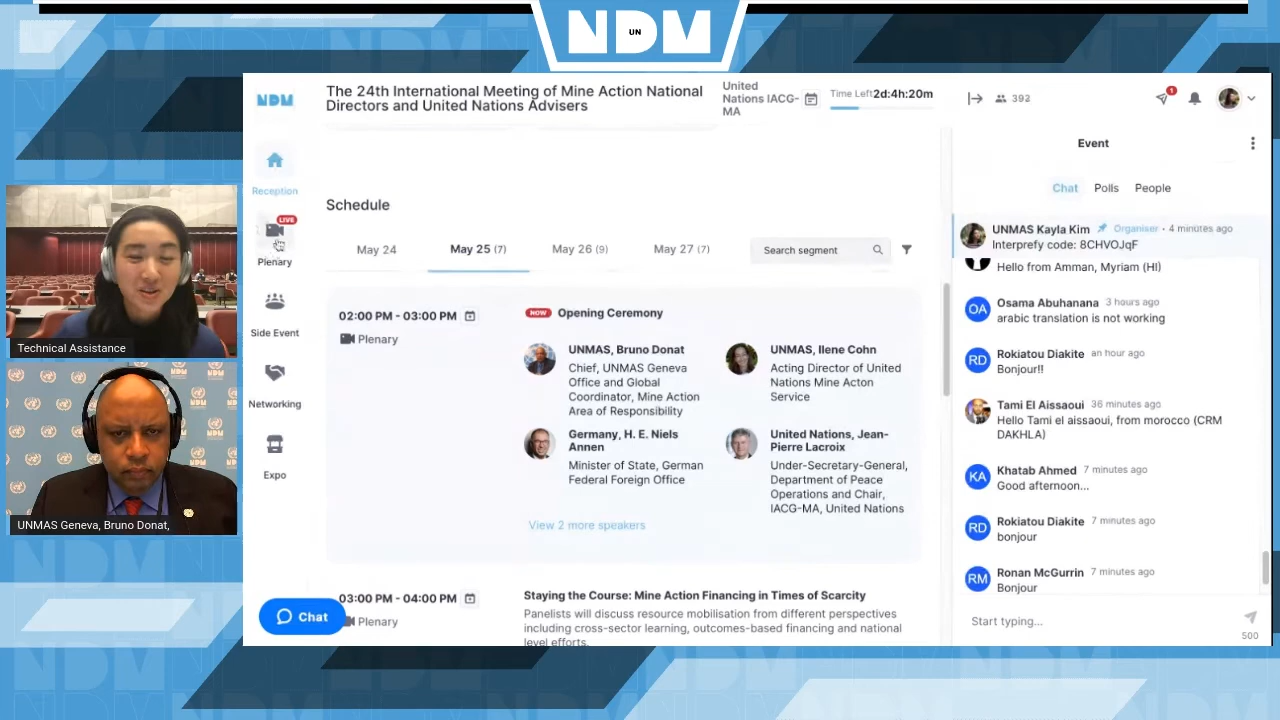 NDM
UN
NDM
The 24th International Meeting of Mine Action National
Directors and United Nations Advisers
United
Nations IACG-
MA
Time Left 2d:4h:20m
392
1
Reception
LIVE
Plenary
Side Event
Networking
Expo
Schedule
May 24
May 25 (7)
May 26 (9)
May 27 (7)
Search segment
02:00 PM - 03:00 PM
Plenary
NOW Opening Ceremony
UNMAS, Bruno Donat
Chief, UNMAS Geneva
Office and Global
Coordinator, Mine Action
Area of Responsibility
UNMAS, Ilene Cohn
Acting Director of United
Nations Mine Acton
Service
Germany, H. E. Niels
Annen
Minister of State, German
Federal Foreign Office
United Nations, Jean-
Pierre Lacroix
Under-Secretary-General,
Department of Peace
Operations and Chair,
IACG-MA, United Nations
View 2 more speakers
03:00 PM - 04:00 PM
Plenary
Staying the Course: Mine Action Financing in Times of Scarcity
Panelists will discuss resource mobilisation from different perspectives
including cross-sector learning, outcomes-based financing and national
level efforts.
Chat
Event
Chat
Polls
People
UNMAS Kayla Kim Organiser • 4 minutes ago
Interprefy code: 8CHVOJqF
Hello from Amman, Myriam (HI)
OA
Osama Abuhanana 3 hours ago
arabic translation is not working
RD
Rokiatou Diakite an hour ago
Bonjour!!
Tami El Aissaoui 36 minutes ago
Hello Tami el aissaoui, from morocco (CRM
DAKHLA)
KA
Khatab Ahmed 7 minutes ago
Good afternoon...
RD
Rokiatou Diakite 7 minutes ago
bonjour
RM
Ronan McGurrin 7 minutes ago
Bonjour
Start typing...
500
Technical Assistance
UNMAS Geneva, Bruno Donat,